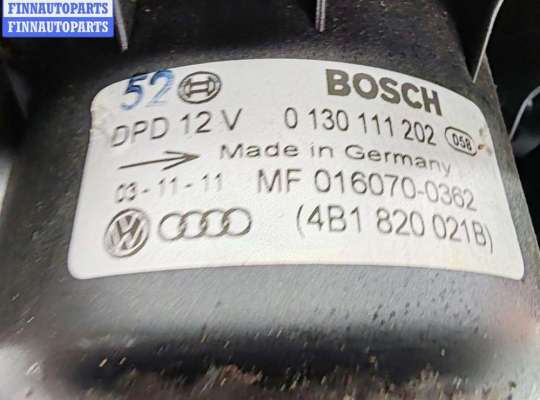 FINNAUTOPARTS
FINNAUTOPARTS
52
BOSCH
DPD 12 V
0 130 111 202
058
Made in Germany
03-11-11
MF 016070-0362
(4B1 820 021B)